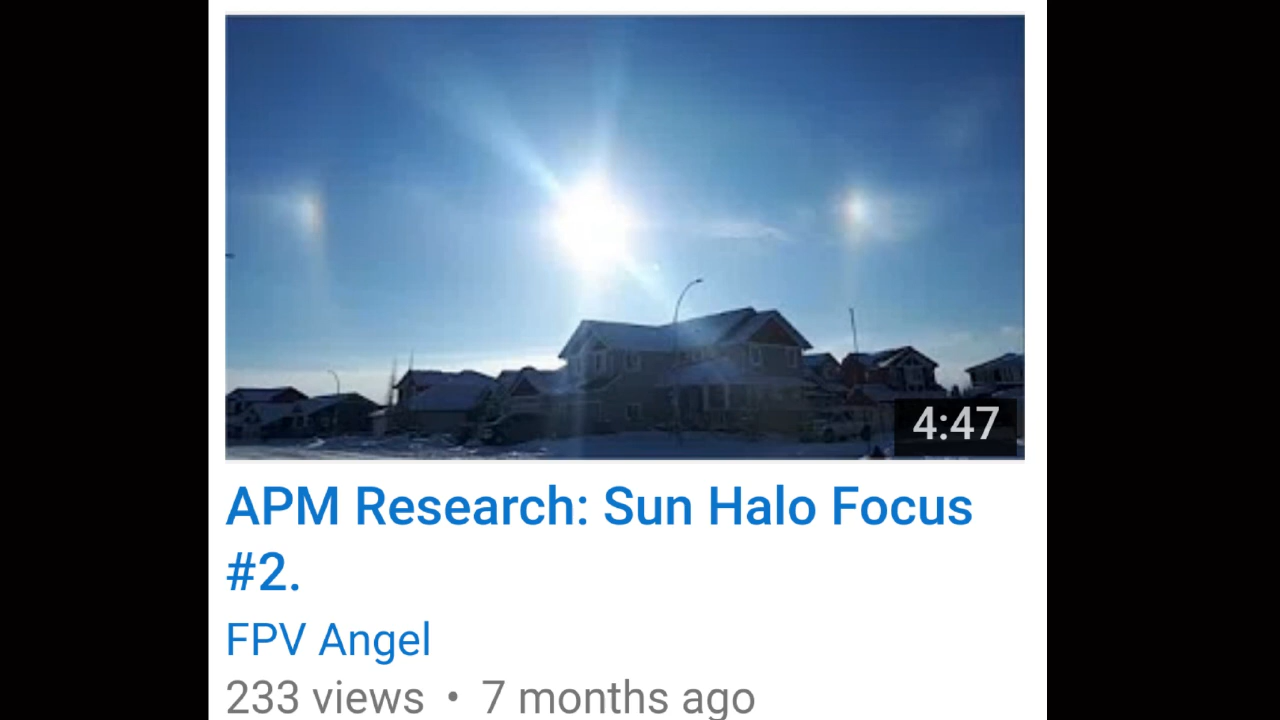 4:47
APM Research: Sun Halo Focus
#2.
FPV Angel
233 views • 7 months ago